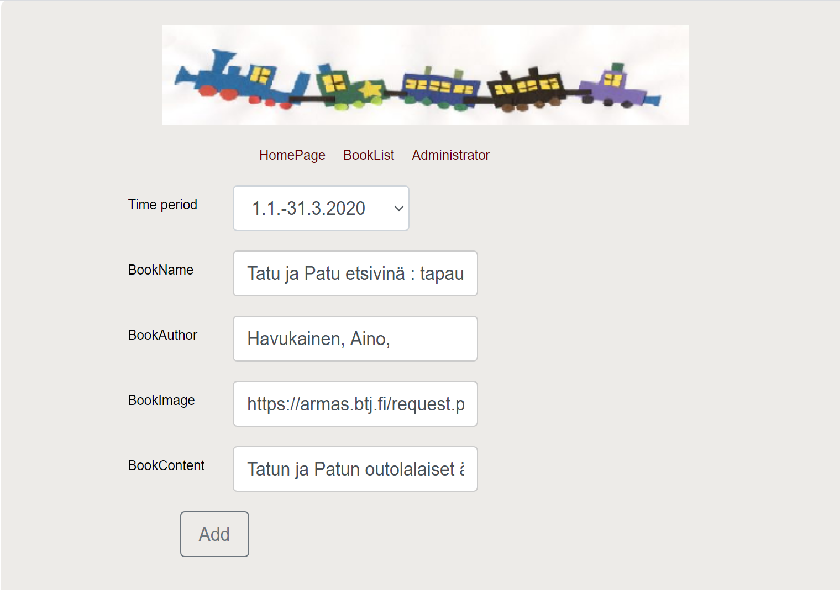 HomePage BookList Administrator
Time period 1.1.-31.3.2020
BookName Tatu ja Patu etsivinä : tapau
BookAuthor Havukainen, Aino,
BookImage https://armas.btj.fi/request.p
BookContent Tatun ja Patun outolalaiset ä
Add